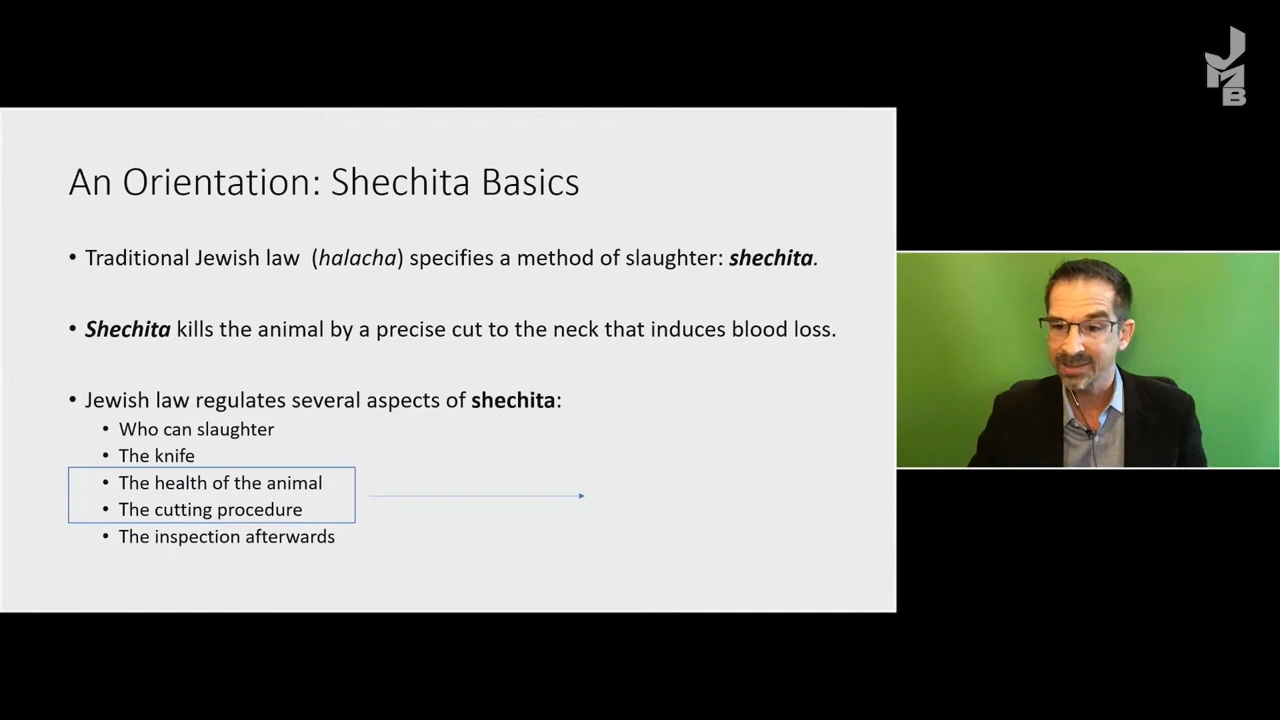 JMB
An Orientation: Shechita Basics
• Traditional Jewish law (halacha) specifies a method of slaughter: shechita.
• Shechita kills the animal by a precise cut to the neck that induces blood loss.
• Jewish law regulates several aspects of shechita:
• Who can slaughter
• The knife
• The health of the animal
• The cutting procedure
• The inspection afterwards